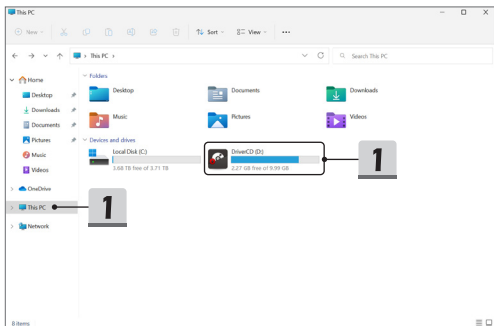 This PC
New
Sort
View
This PC
Search This PC
Home
Desktop
Downloads
Documents
Pictures
Music
Videos
OneDrive
This PC
Network
Folders
Desktop
Documents
Downloads
Music
Pictures
Videos
Devices and drives
Local Disk (C:)
3.68 TB free of 3.71 TB
DriverCD (D:)
2.27 GB free of 9.99 GB
1
1
8 items